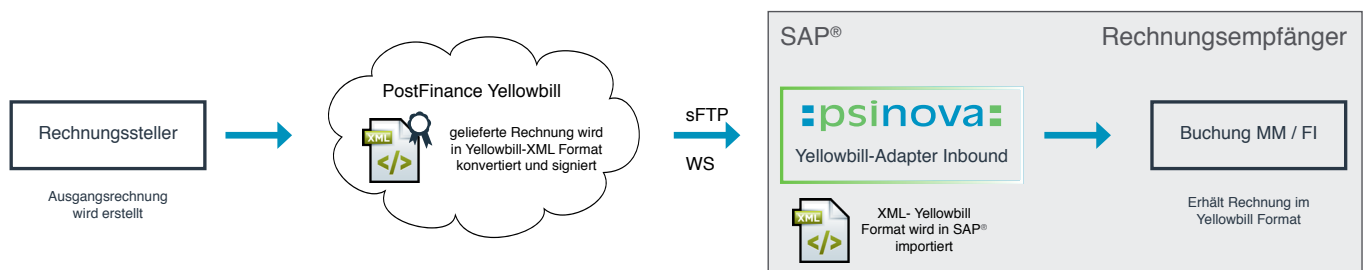 Rechnungssteller
Ausgangsrechnung
wird erstellt
PostFinance Yellowbill
XML
</>
gelieferte Rechnung wird
in Yellowbill-XML Format
konvertiert und signiert
sFTP
WS
SAP®
Rechnungsempfänger
psinova
Yellowbill-Adapter Inbound
XML
</>
XML- Yellowbill
Format wird in SAP®
importiert
Buchung MM / FI
Erhält Rechnung im
Yellowbill Format